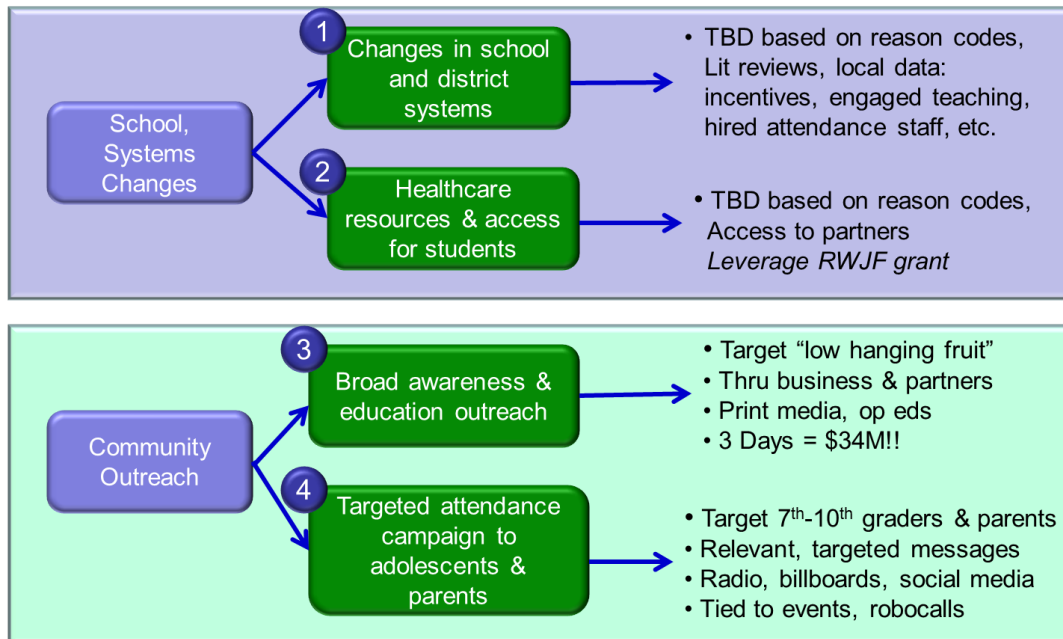 School,
Systems
Changes
1
Changes in school
and district
systems
• TBD based on reason codes,
Lit reviews, local data:
incentives, engaged teaching,
hired attendance staff, etc.
2
Healthcare
resources & access
for students
• TBD based on reason codes,
Access to partners
Leverage RWJF grant
Community
Outreach
3
Broad awareness &
education outreach
• Target “low hanging fruit”
• Thru business & partners
• Print media, op eds
• 3 Days = $34M!!
4
Targeted attendance
campaign to
adolescents &
parents
• Target 7th-10th graders & parents
• Relevant, targeted messages
• Radio, billboards, social media
• Tied to events, robocalls